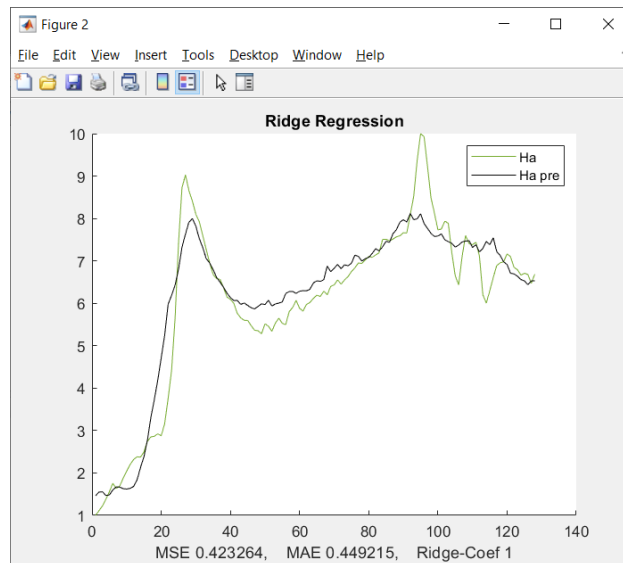 Figure 2
File Edit View Insert Tools Desktop Window Help
Ridge Regression
10
9
8
7
6
5
4
3
2
1
Ha
Ha pre
0 20 40 60 80 100 120 140
MSE 0.423264, MAE 0.449215, Ridge-Coef 1